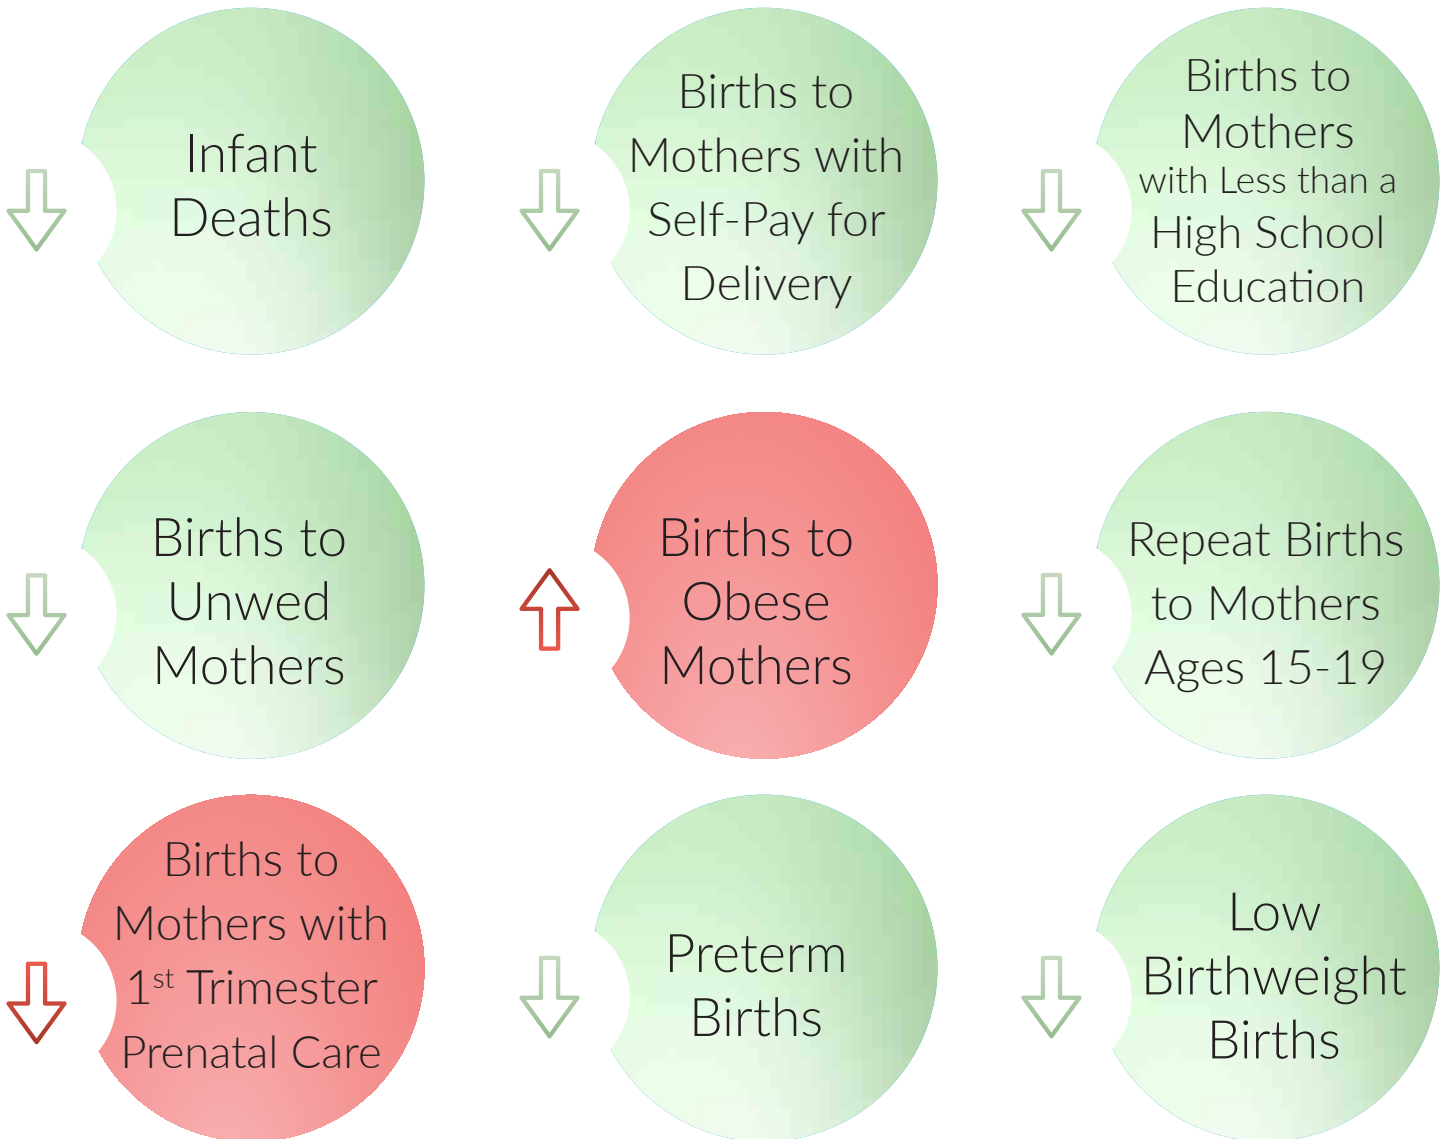 Infant
Deaths
Births to
Mothers with
Self-Pay for
Delivery
Births to
Mothers
with Less than a
High School
Education
Births to
Unwed
Mothers
Births to
Obese
Mothers
Repeat Births
to Mothers
Ages 15-19
Births to
Mothers with
1st Trimester
Prenatal Care
Preterm
Births
Low
Birthweight
Births